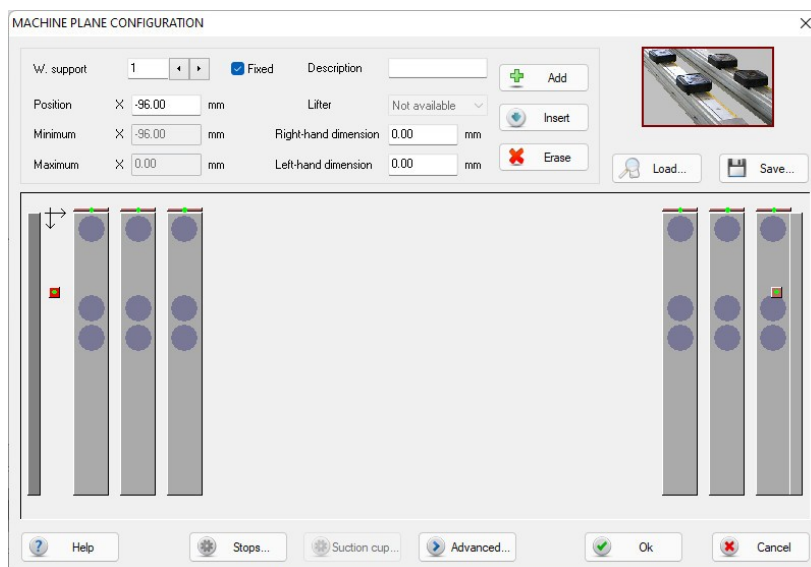 MACHINE PLANE CONFIGURATION
W. support 1 Fixed Description Add
Position X -96.00 mm Lifter Not available Insert
Minimum X -96.00 mm Right-hand dimension 0.00 mm
Maximum X 0.00 mm Left-hand dimension 0.00 mm Erase
Load... Save...
Help Stops... Suction cup... Advanced... Ok Cancel